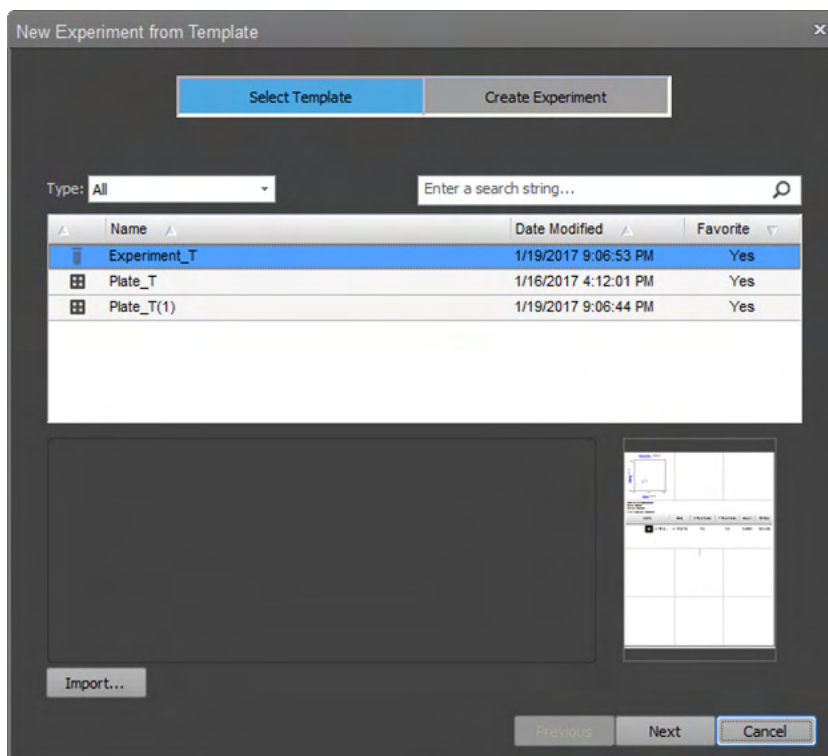 New Experiment from Template
Select Template Create Experiment
Type: All Enter a search string...
Name Date Modified Favorite
Experiment_T 1/19/2017 9:06:53 PM Yes
Plate_T 1/16/2017 4:12:01 PM Yes
Plate_T(1) 1/19/2017 9:06:44 PM Yes
Import...
Previous Next Cancel